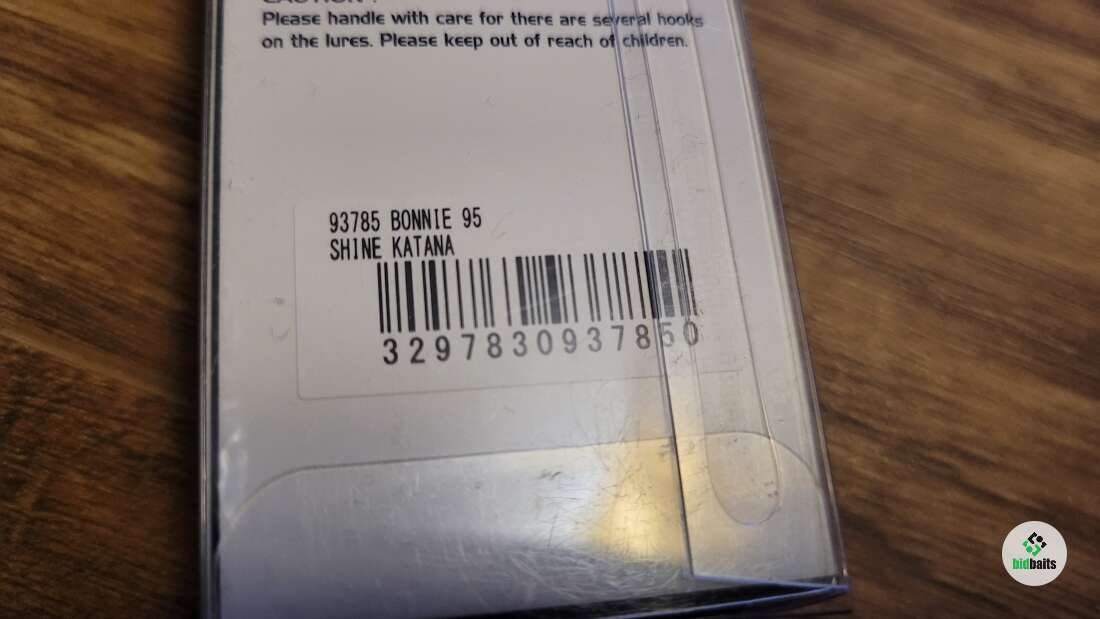 CAUTION :
Please handle with care for there are several hooks
on the lures. Please keep out of reach of children.
93785 BONNIE 95
SHINE KATANA
3297830937850
bidbaits